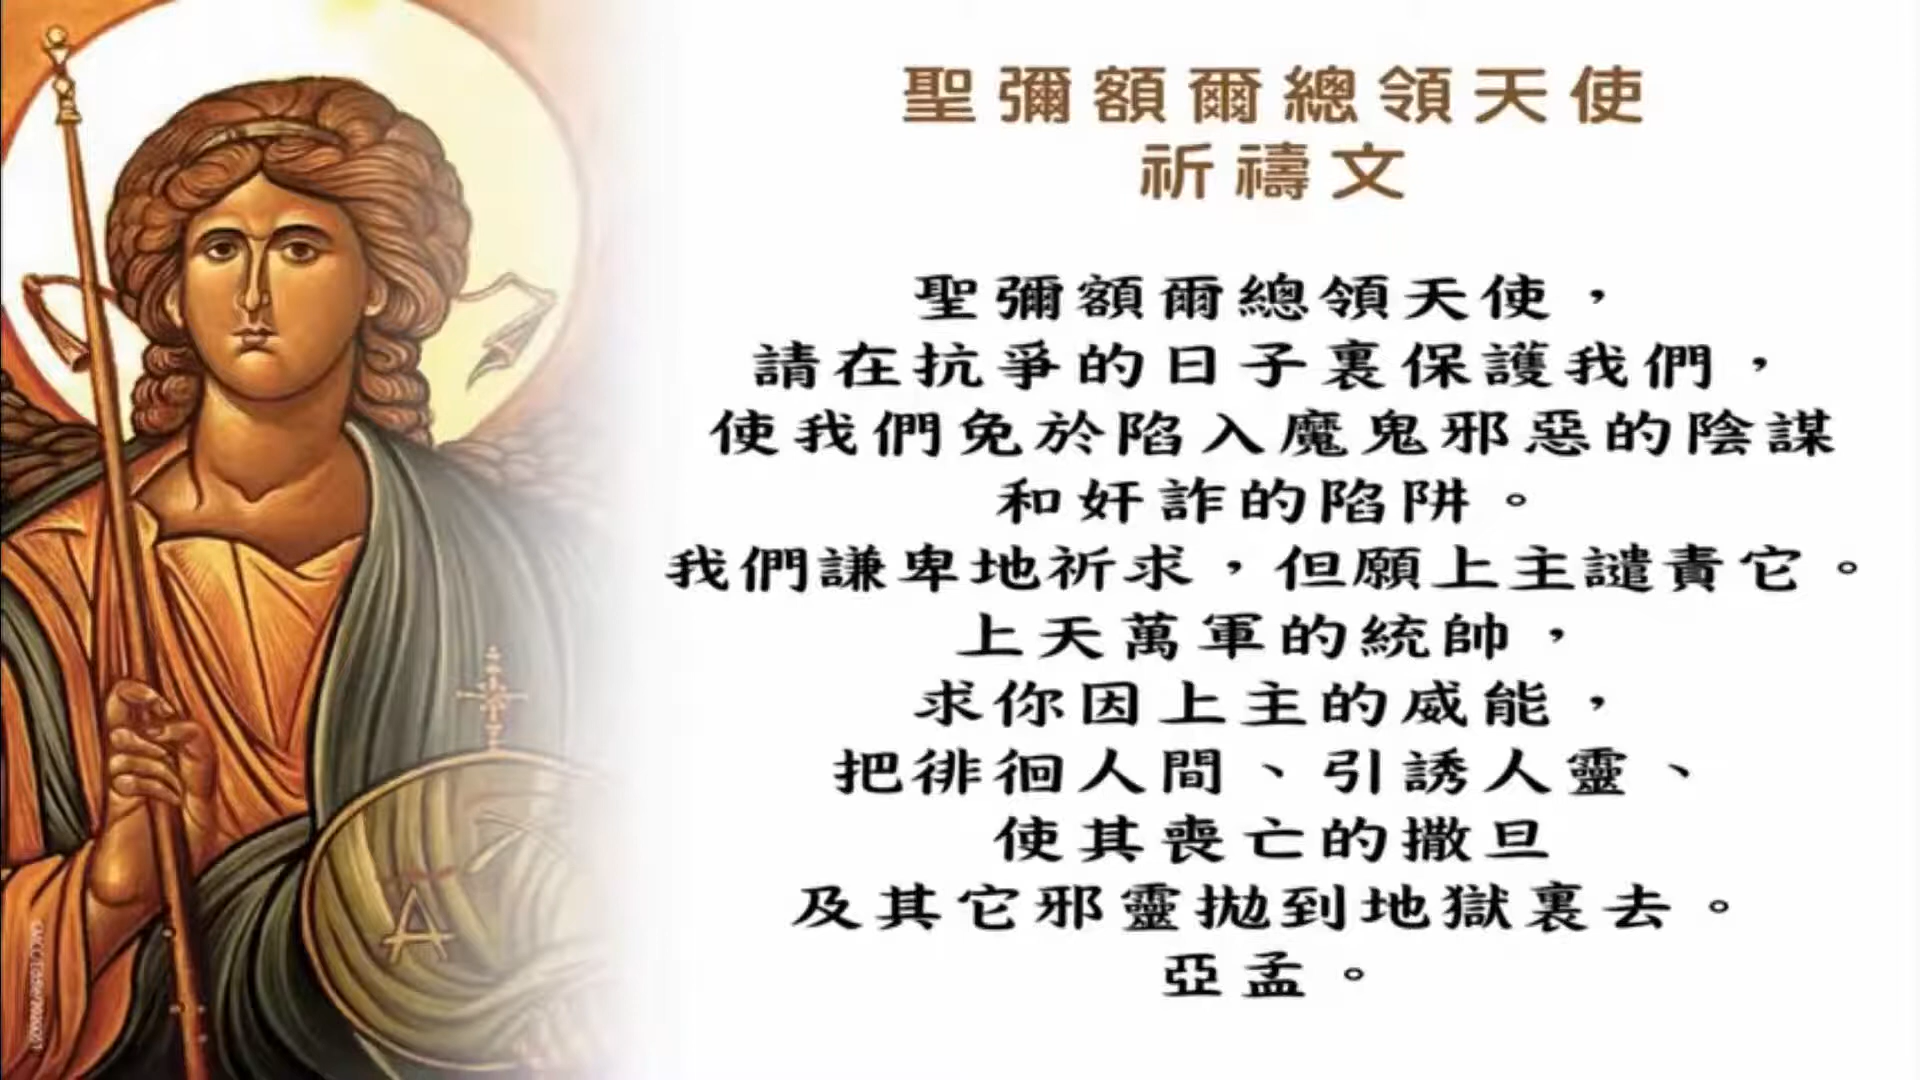 聖彌額爾總領天使
祈禱文
聖彌額爾總領天使，
請在抗爭的日子裏保護我們，
使我們免於陷入魔鬼邪惡的陰謀
和奸詐的陷阱。
我們謙卑地祈求，但願上主譴責它。
上天萬軍的統帥，
求你因上主的威能，
把徘徊人間、引誘人靈、
使其喪亡的撒旦
及其它邪靈拋到地獄裏去。
亞孟。